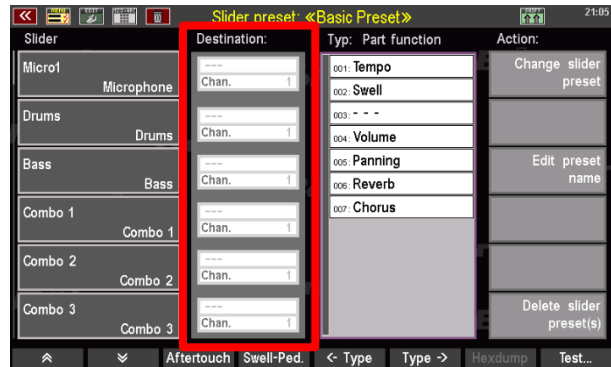 Slider preset: «Basic Preset»
21:05
Slider
Destination:
Typ: Part function
Action:
Micro1
Microphone
Drums
Drums
Bass
Bass
Combo 1
Combo 1
Combo 2
Combo 2
Combo 3
Combo 3
---
Chan. 1
---
Chan. 1
---
Chan. 1
---
Chan. 1
---
Chan. 1
---
Chan. 1
001: Tempo
002: Swell
003: - - -
004: Volume
005: Panning
006: Reverb
007: Chorus
Change slider
preset
Edit preset
name
Delete slider
preset(s)
Aftertouch Swell-Ped. <- Type Type -> Hexdump Test...